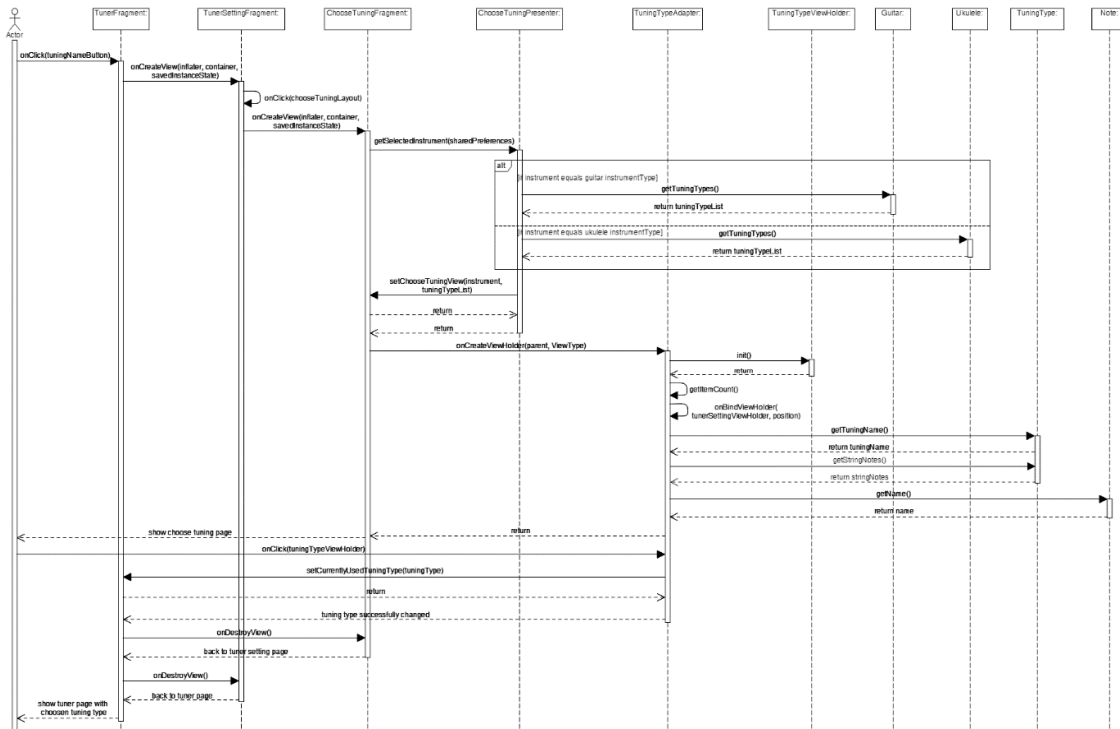 TunerFragment:
TunerSettingFragment:
ChooseTuningFragment:
ChooseTuningPresenter:
TuningTypeAdapter:
TuningTypeViewHolder:
Guitar:
Ukulele:
TuningType:
Note:
Actor
onClick(tuningNameButton)
onCreateView(inflater, container,
savedInstanceState)
onClick(chooseTuningLayout)
onCreateView(inflater, container,
savedInstanceState)
getSelectedInstrument(sharedPreferences)
alt
[if instrument equals guitar instrumentType]
getTuningTypes()
return tuningTypeList
[if instrument equals ukulele instrumentType]
getTuningTypes()
return tuningTypeList
setChooseTuningView(instrument,
tuningTypeList)
return
return
onCreateViewHolder(parent, ViewType)
init()
return
getItemCount()
onBindViewHolder(
tunerSettingViewHolder, position)
getTuningName()
return tuningName
getStringNotes()
return stringNotes
getName()
return name
return
show choose tuning page
onClick(tuningTypeViewHolder)
setCurrentlyUsedTuningType(tuningType)
return
tuning type successfully changed
onDestroyView()
back to tuner setting page
onDestroyView()
back to tuner page
show tuner page with
choosen tuning type